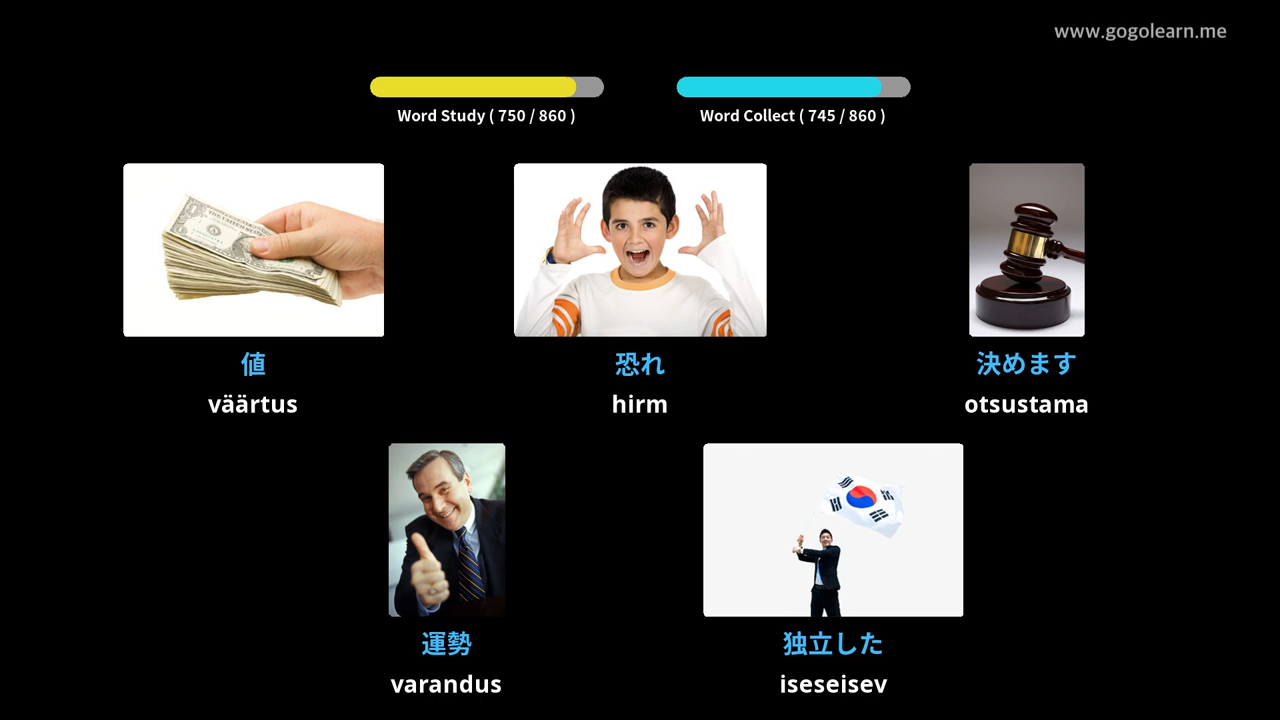 www.gogolearn.me
Word Study ( 750 / 860 )
Word Collect ( 745 / 860 )
値
väärtus
恐れ
hirm
決めます
otsustama
運勢
varandus
独立した
iseseisev